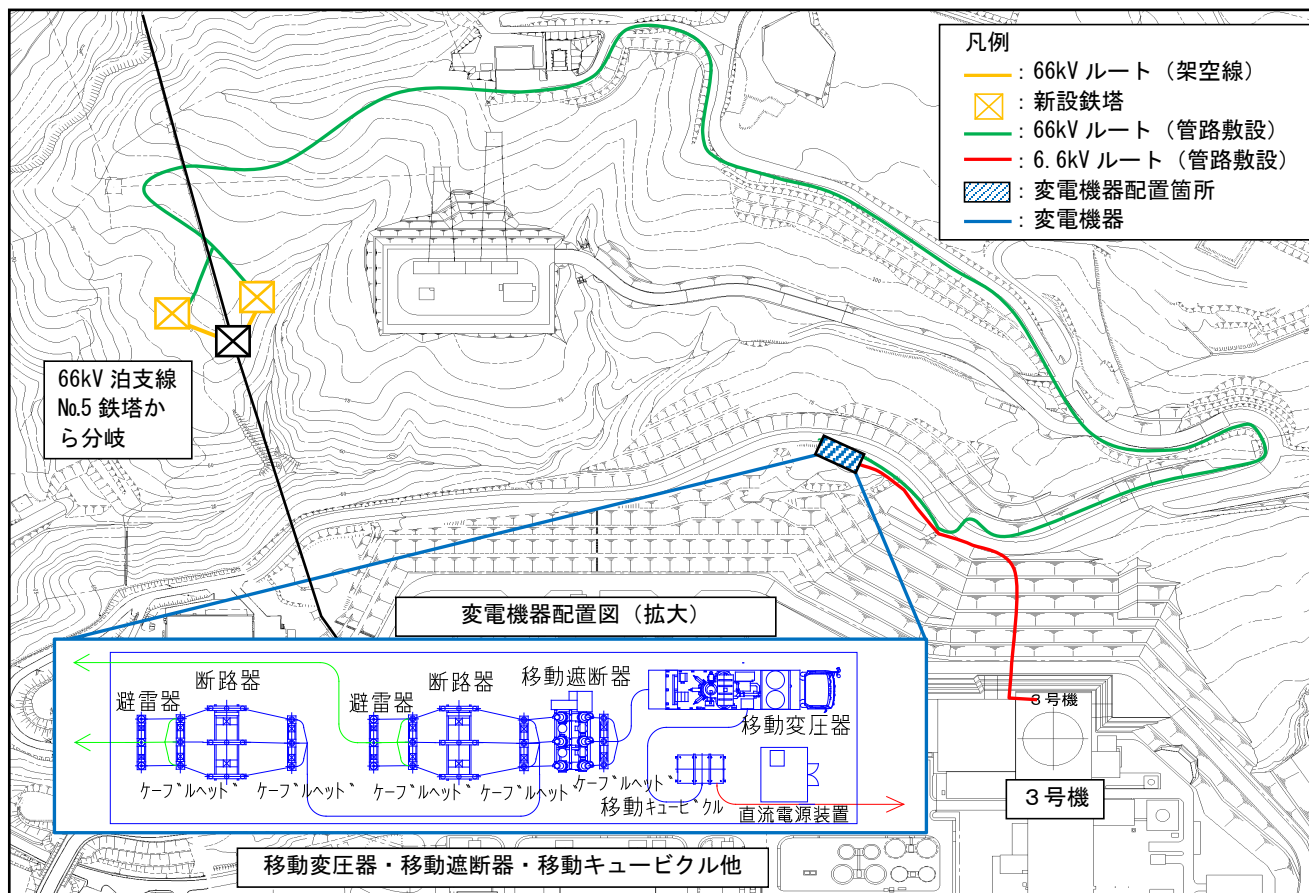 凡例
: 66kV ルート（架空線）
: 新設鉄塔
: 66kV ルート（管路敷設）
: 6.6kV ルート（管路敷設）
: 変電機器配置箇所
: 変電機器
66kV 泊支線
№5 鉄塔か
ら分岐
変電機器配置図（拡大）
避雷器
断路器
避雷器
断路器
移動遮断器
移動変圧器
ケーブルヘッド
ケーブルヘッド
ケーブルヘッド
ケーブルヘッド
ケーブルヘッド
移動キュービクル
直流電源装置
３号機
３号機
移動変圧器・移動遮断器・移動キュービクル他